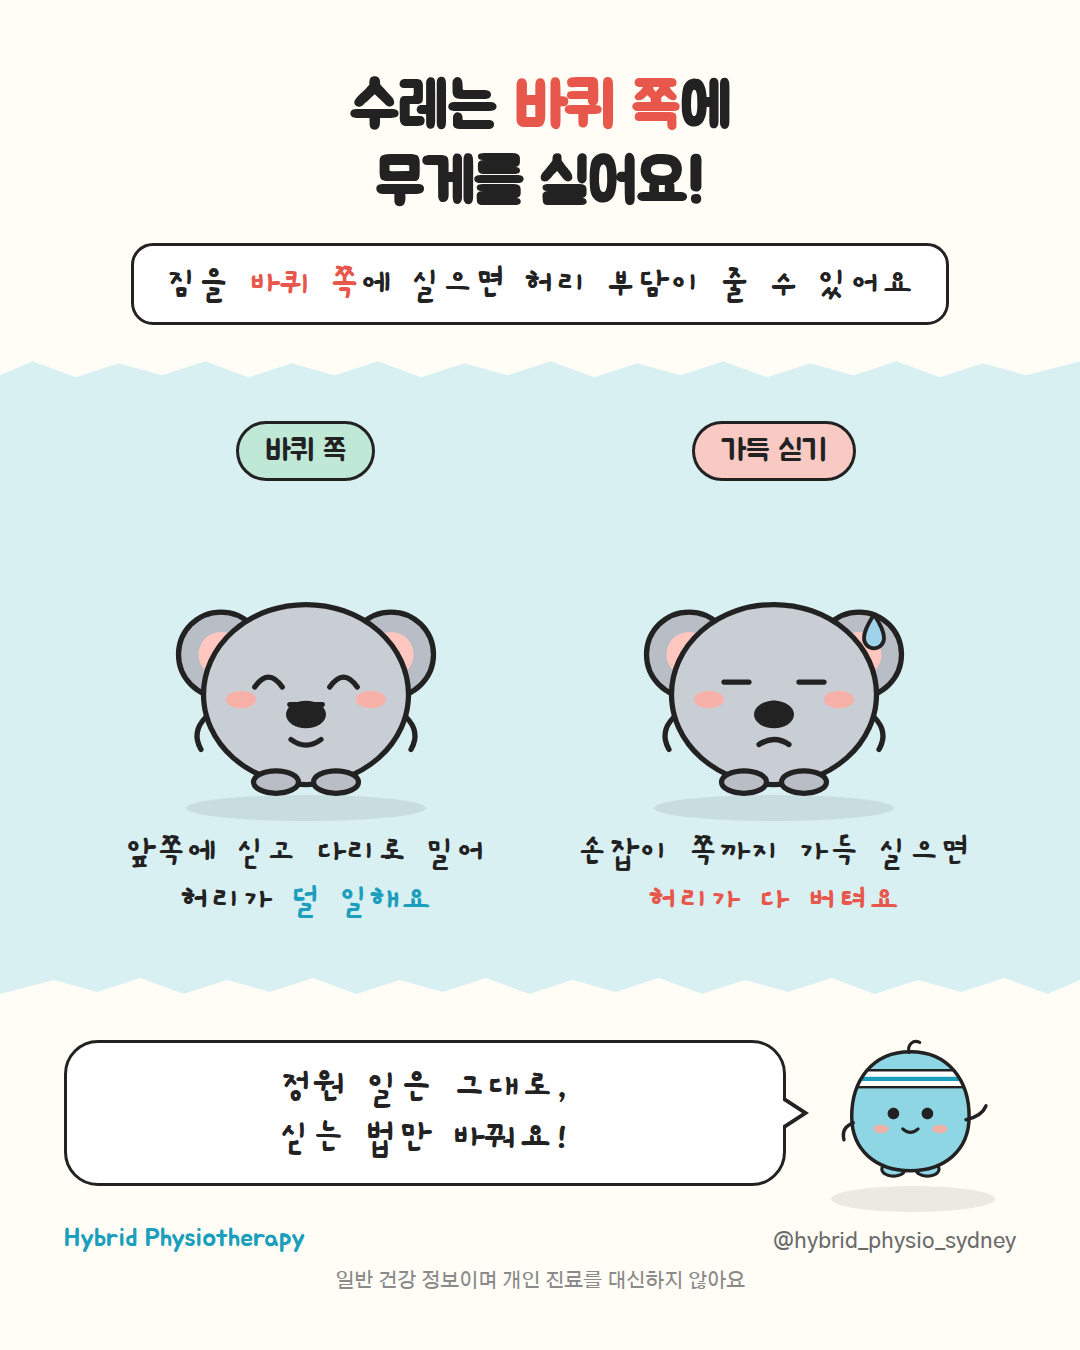 수레는 바퀴 쪽에
무게를 실어요!
짐을 바퀴 쪽에 실으면 허리 부담이 줄 수 있어요
바퀴 쪽
가득 싣기
앞쪽에 싣고 다리로 밀어
허리가 덜 일해요
손잡이 쪽까지 가득 실으면
허리가 다 버텨요
정원 일은 그대로,
싣는 법만 바꿔요!
Hybrid Physiotherapy
@hybrid_physio_sydney
일반 건강 정보이며 개인 진료를 대신하지 않아요